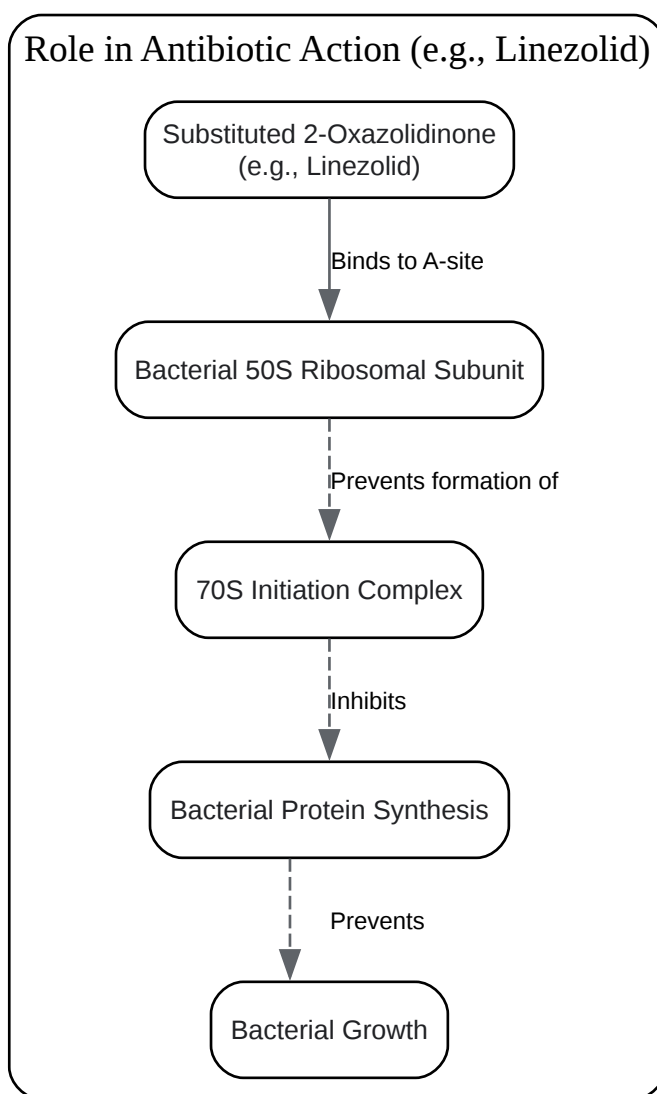 Role in Antibiotic Action (e.g., Linezolid)
Substituted 2-Oxazolidinone
(e.g., Linezolid)
Binds to A-site
Bacterial 50S Ribosomal Subunit
Prevents formation of
70S Initiation Complex
Inhibits
Bacterial Protein Synthesis
Prevents
Bacterial Growth